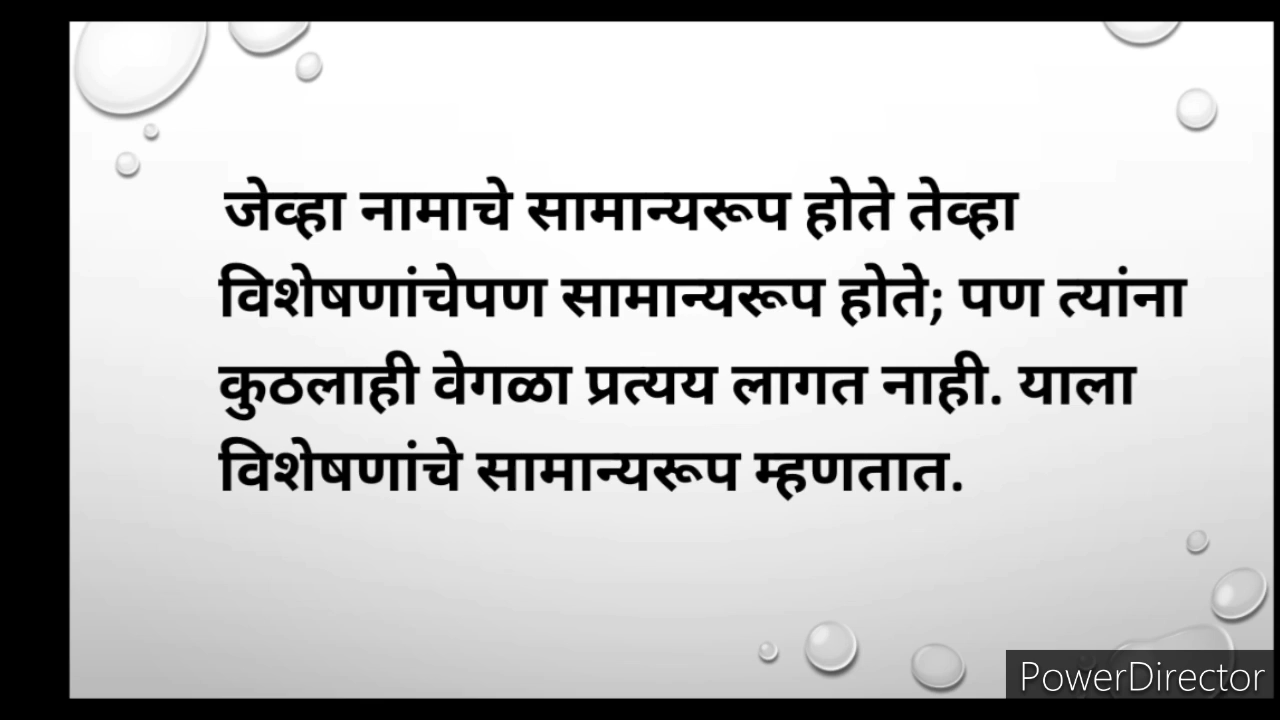 जेव्हा नामाचे सामान्यरूप होते तेव्हा
विशेषणांचेपण सामान्यरूप होते; पण त्यांना
कुठलाही वेगळा प्रत्यय लागत नाही. याला
विशेषणांचे सामान्यरूप म्हणतात.
PowerDirector